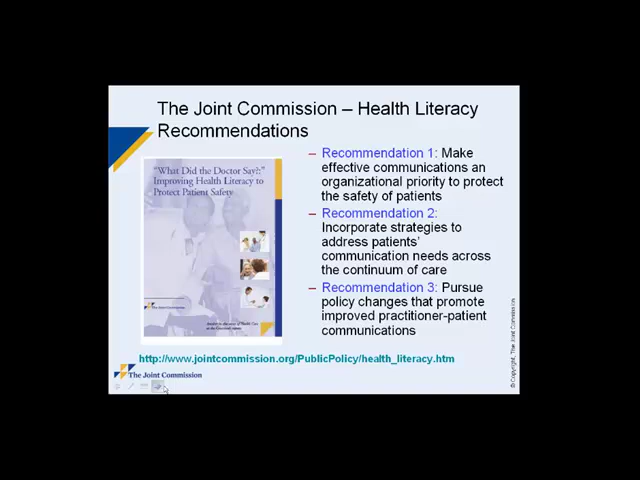 The Joint Commission – Health Literacy
Recommendations
"What Did the Doctor Say?:"
Improving Health Literacy to
Protect Patient Safety
The Joint Commission
– Recommendation 1: Make
effective communications an
organizational priority to protect
the safety of patients
– Recommendation 2:
Incorporate strategies to
address patients'
communication needs across
the continuum of care
– Recommendation 3: Pursue
policy changes that promote
improved practitioner-patient
communications
http://www.jointcommission.org/PublicPolicy/health_literacy.htm
The Joint Commission
© Copyright, The Joint Commission